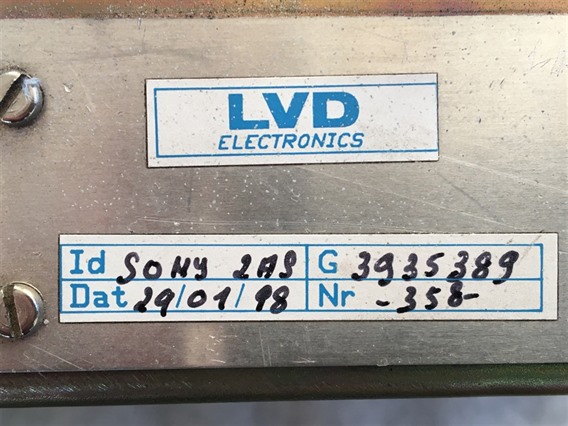 LVD
ELECTRONICS
Id SONY 2AS G 3935389
Dat 29/01/98 Nr -358-